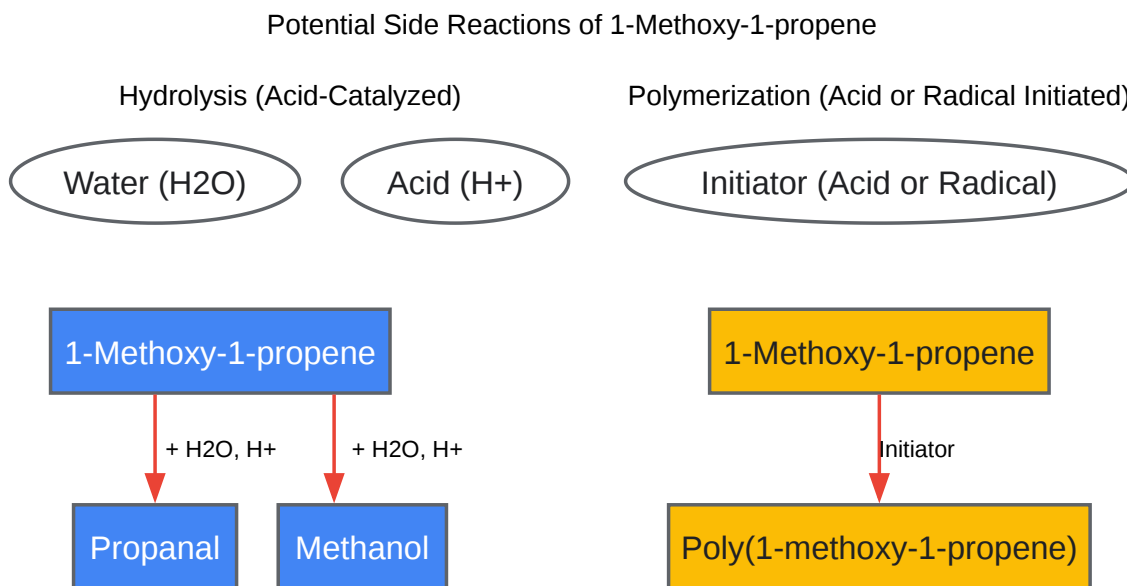 Potential Side Reactions of 1-Methoxy-1-propene
Hydrolysis (Acid-Catalyzed)
Polymerization (Acid or Radical Initiated)
Water (H2O)
Acid (H+)
Initiator (Acid or Radical)
1-Methoxy-1-propene
1-Methoxy-1-propene
+ H2O, H+
+ H2O, H+
Initiator
Propanal
Methanol
Poly(1-methoxy-1-propene)